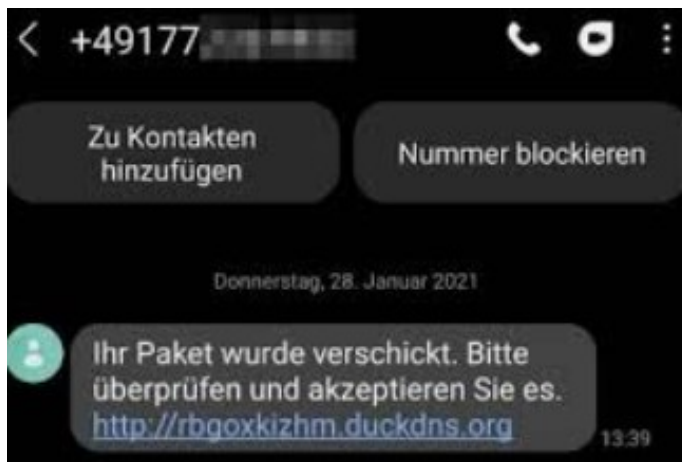 +49177
Zu Kontakten
hinzufügen
Nummer blockieren
Donnerstag, 28. Januar 2021
Ihr Paket wurde verschickt. Bitte
überprüfen und akzeptieren Sie es.
http://rbgoxkizhm.duckdns.org
13:39